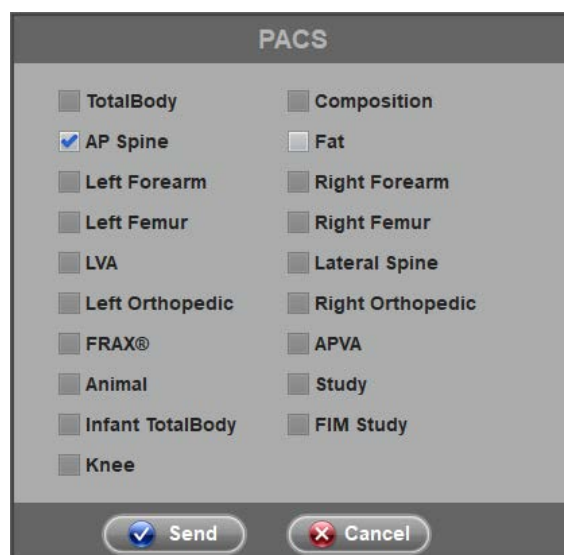 PACS
TotalBody Composition
AP Spine Fat
Left Forearm Right Forearm
Left Femur Right Femur
LVA Lateral Spine
Left Orthopedic Right Orthopedic
FRAX® APVA
Animal Study
Infant TotalBody FIM Study
Knee
Send Cancel